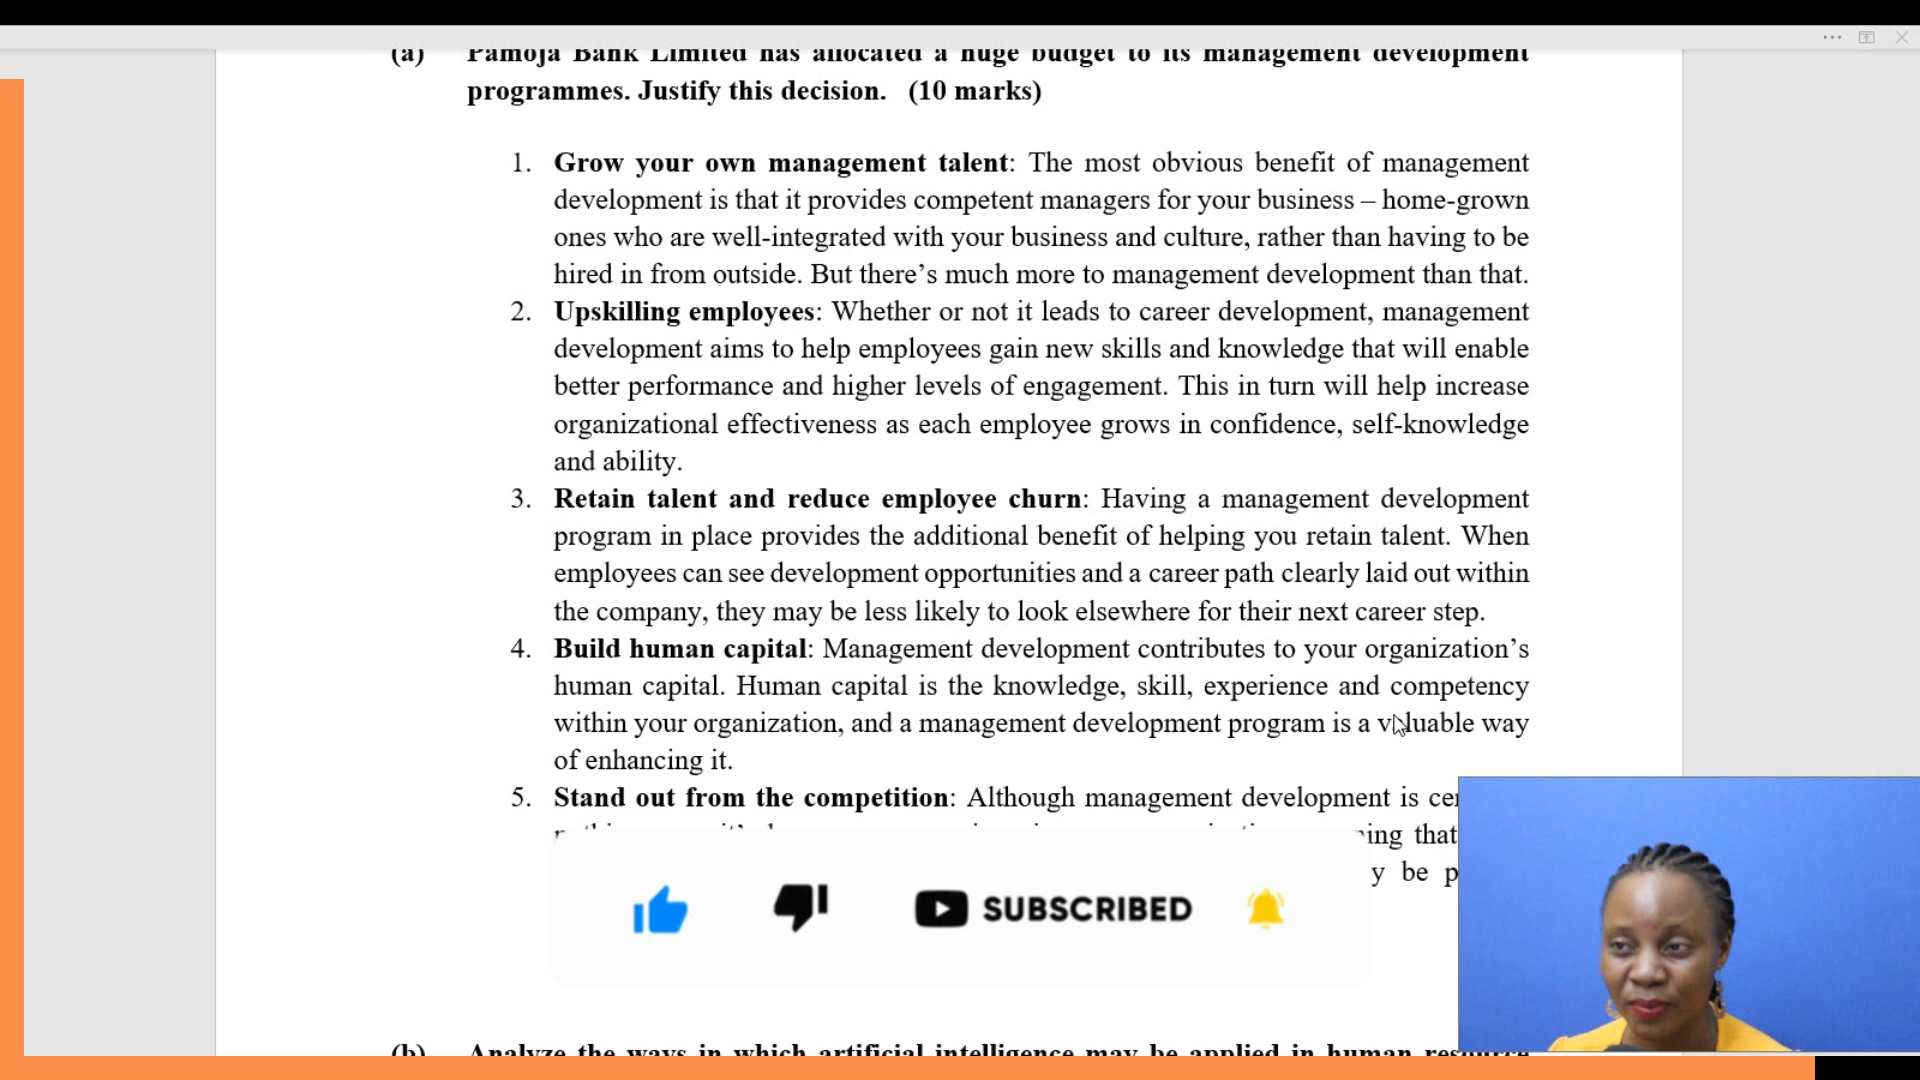 (a) Pamoja Bank Limited has allocated a huge budget to its management development
programmes. Justify this decision. (10 marks)
1. Grow your own management talent: The most obvious benefit of management
development is that it provides competent managers for your business – home-grown
ones who are well-integrated with your business and culture, rather than having to be
hired in from outside. But there’s much more to management development than that.
2. Upskilling employees: Whether or not it leads to career development, management
development aims to help employees gain new skills and knowledge that will enable
better performance and higher levels of engagement. This in turn will help increase
organizational effectiveness as each employee grows in confidence, self-knowledge
and ability.
3. Retain talent and reduce employee churn: Having a management development
program in place provides the additional benefit of helping you retain talent. When
employees can see development opportunities and a career path clearly laid out within
the company, they may be less likely to look elsewhere for their next career step.
4. Build human capital: Management development contributes to your organization’s
human capital. Human capital is the knowledge, skill, experience and competency
within your organization, and a management development program is a valuable way
of enhancing it.
5. Stand out from the competition: Although management development is
that
be
SUBSCRIBED
(b) Analyze the ways in which artificial intelligence may be applied in human resource